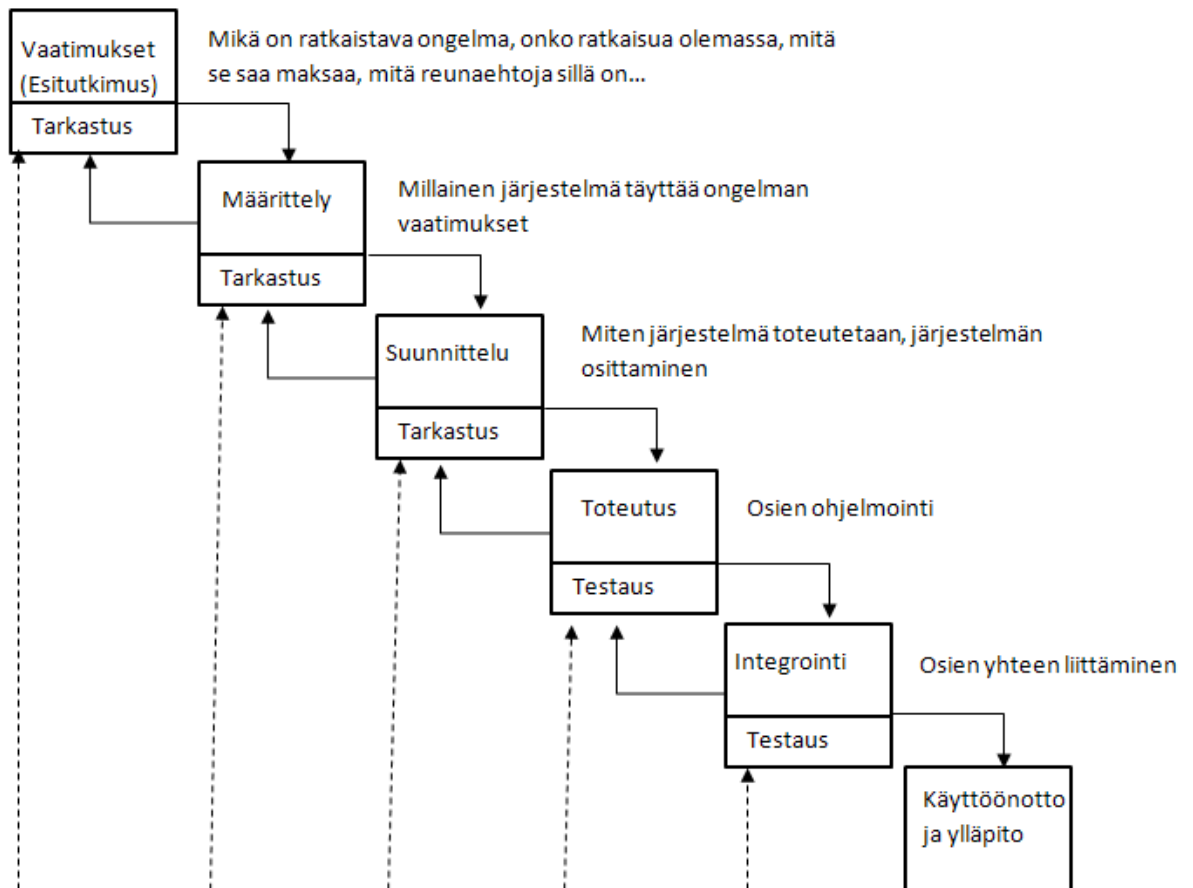 Vaatimukset
(Esitutkimus)
Tarkastus
Mikä on ratkaistava ongelma, onko ratkaisua olemassa, mitä
se saa maksaa, mitä reunaehtoja sillä on...
Määrittely
Tarkastus
Millainen järjestelmä täyttää ongelman
vaatimukset
Suunnittelu
Tarkastus
Miten järjestelmä toteutetaan, järjestelmän
osittaminen
Toteutus
Testaus
Osien ohjelmointi
Integrointi
Testaus
Osien yhteen liittäminen
Käyttöönotto
ja ylläpito